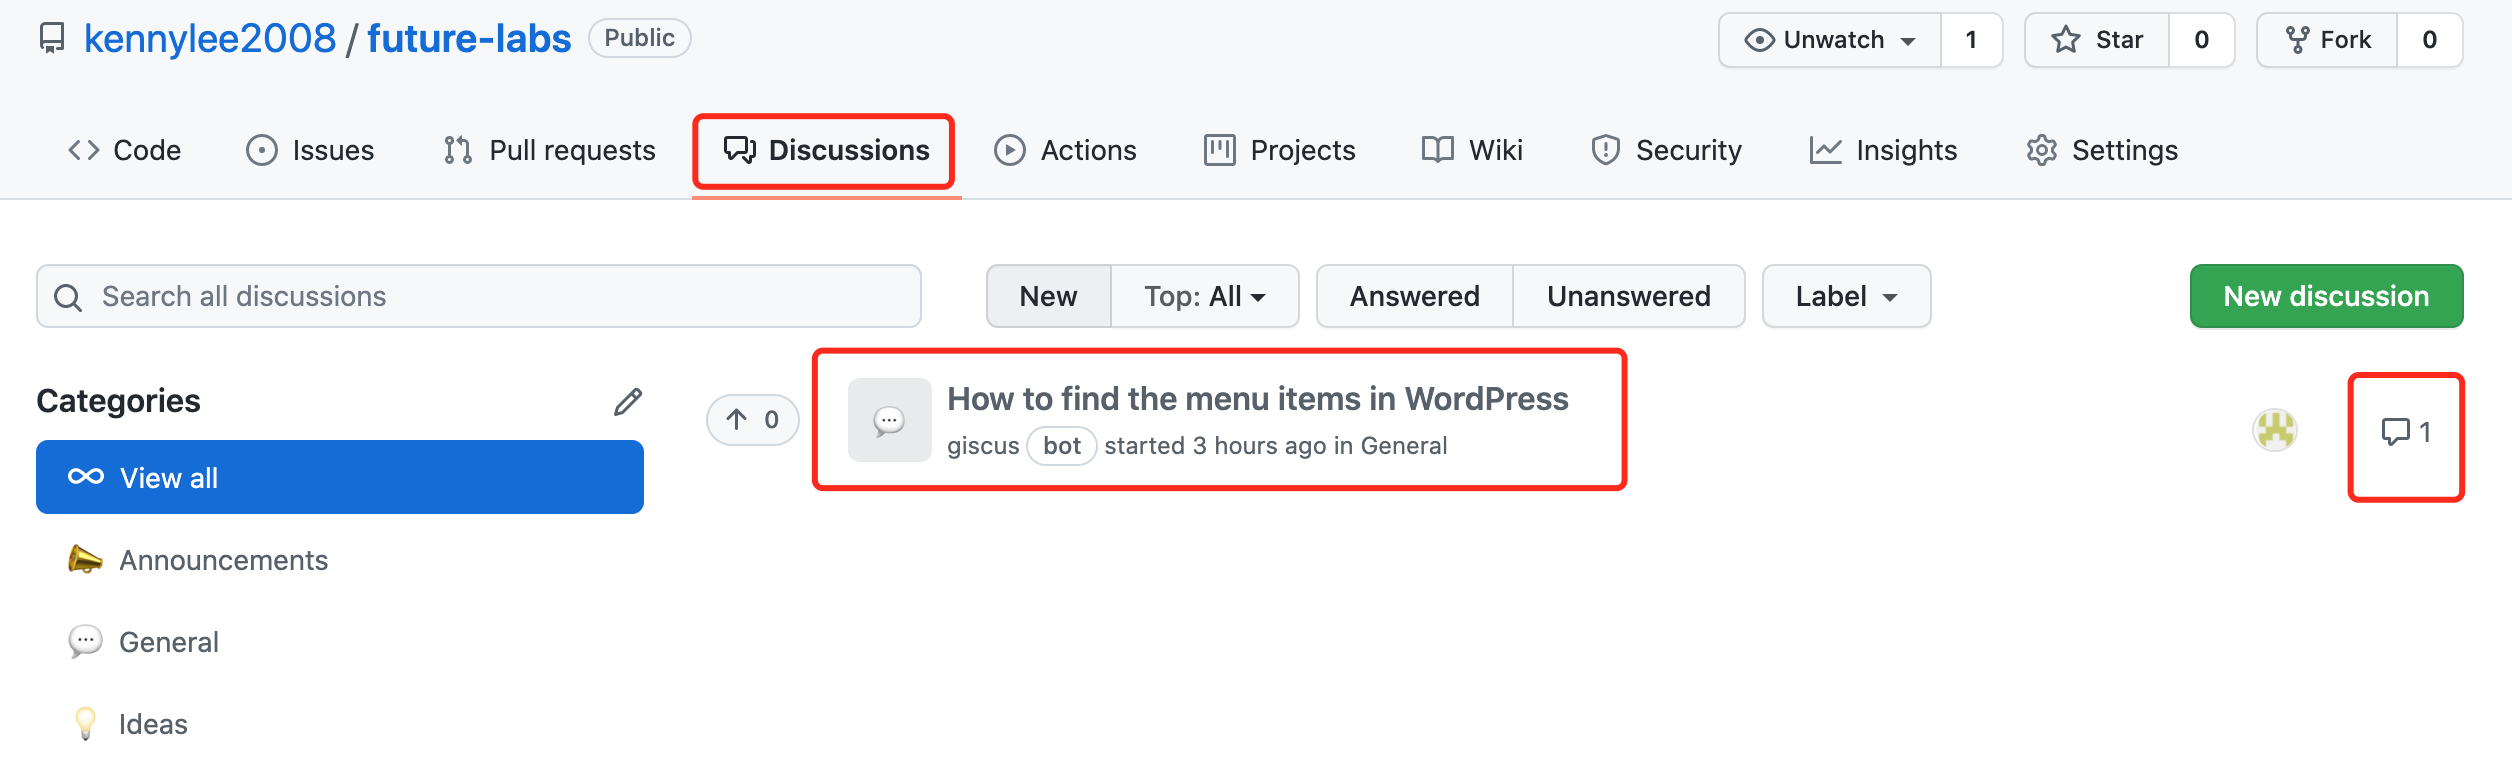 kennylee2008 / future-labs Public Unwatch 1 Star 0 Fork 0
Code Issues Pull requests Discussions Actions Projects Wiki Security Insights Settings
Search all discussions New Top: All Answered Unanswered Label New discussion
Categories
0 How to find the menu items in WordPress
giscus bot started 3 hours ago in General 1
View all
Announcements
General
Ideas